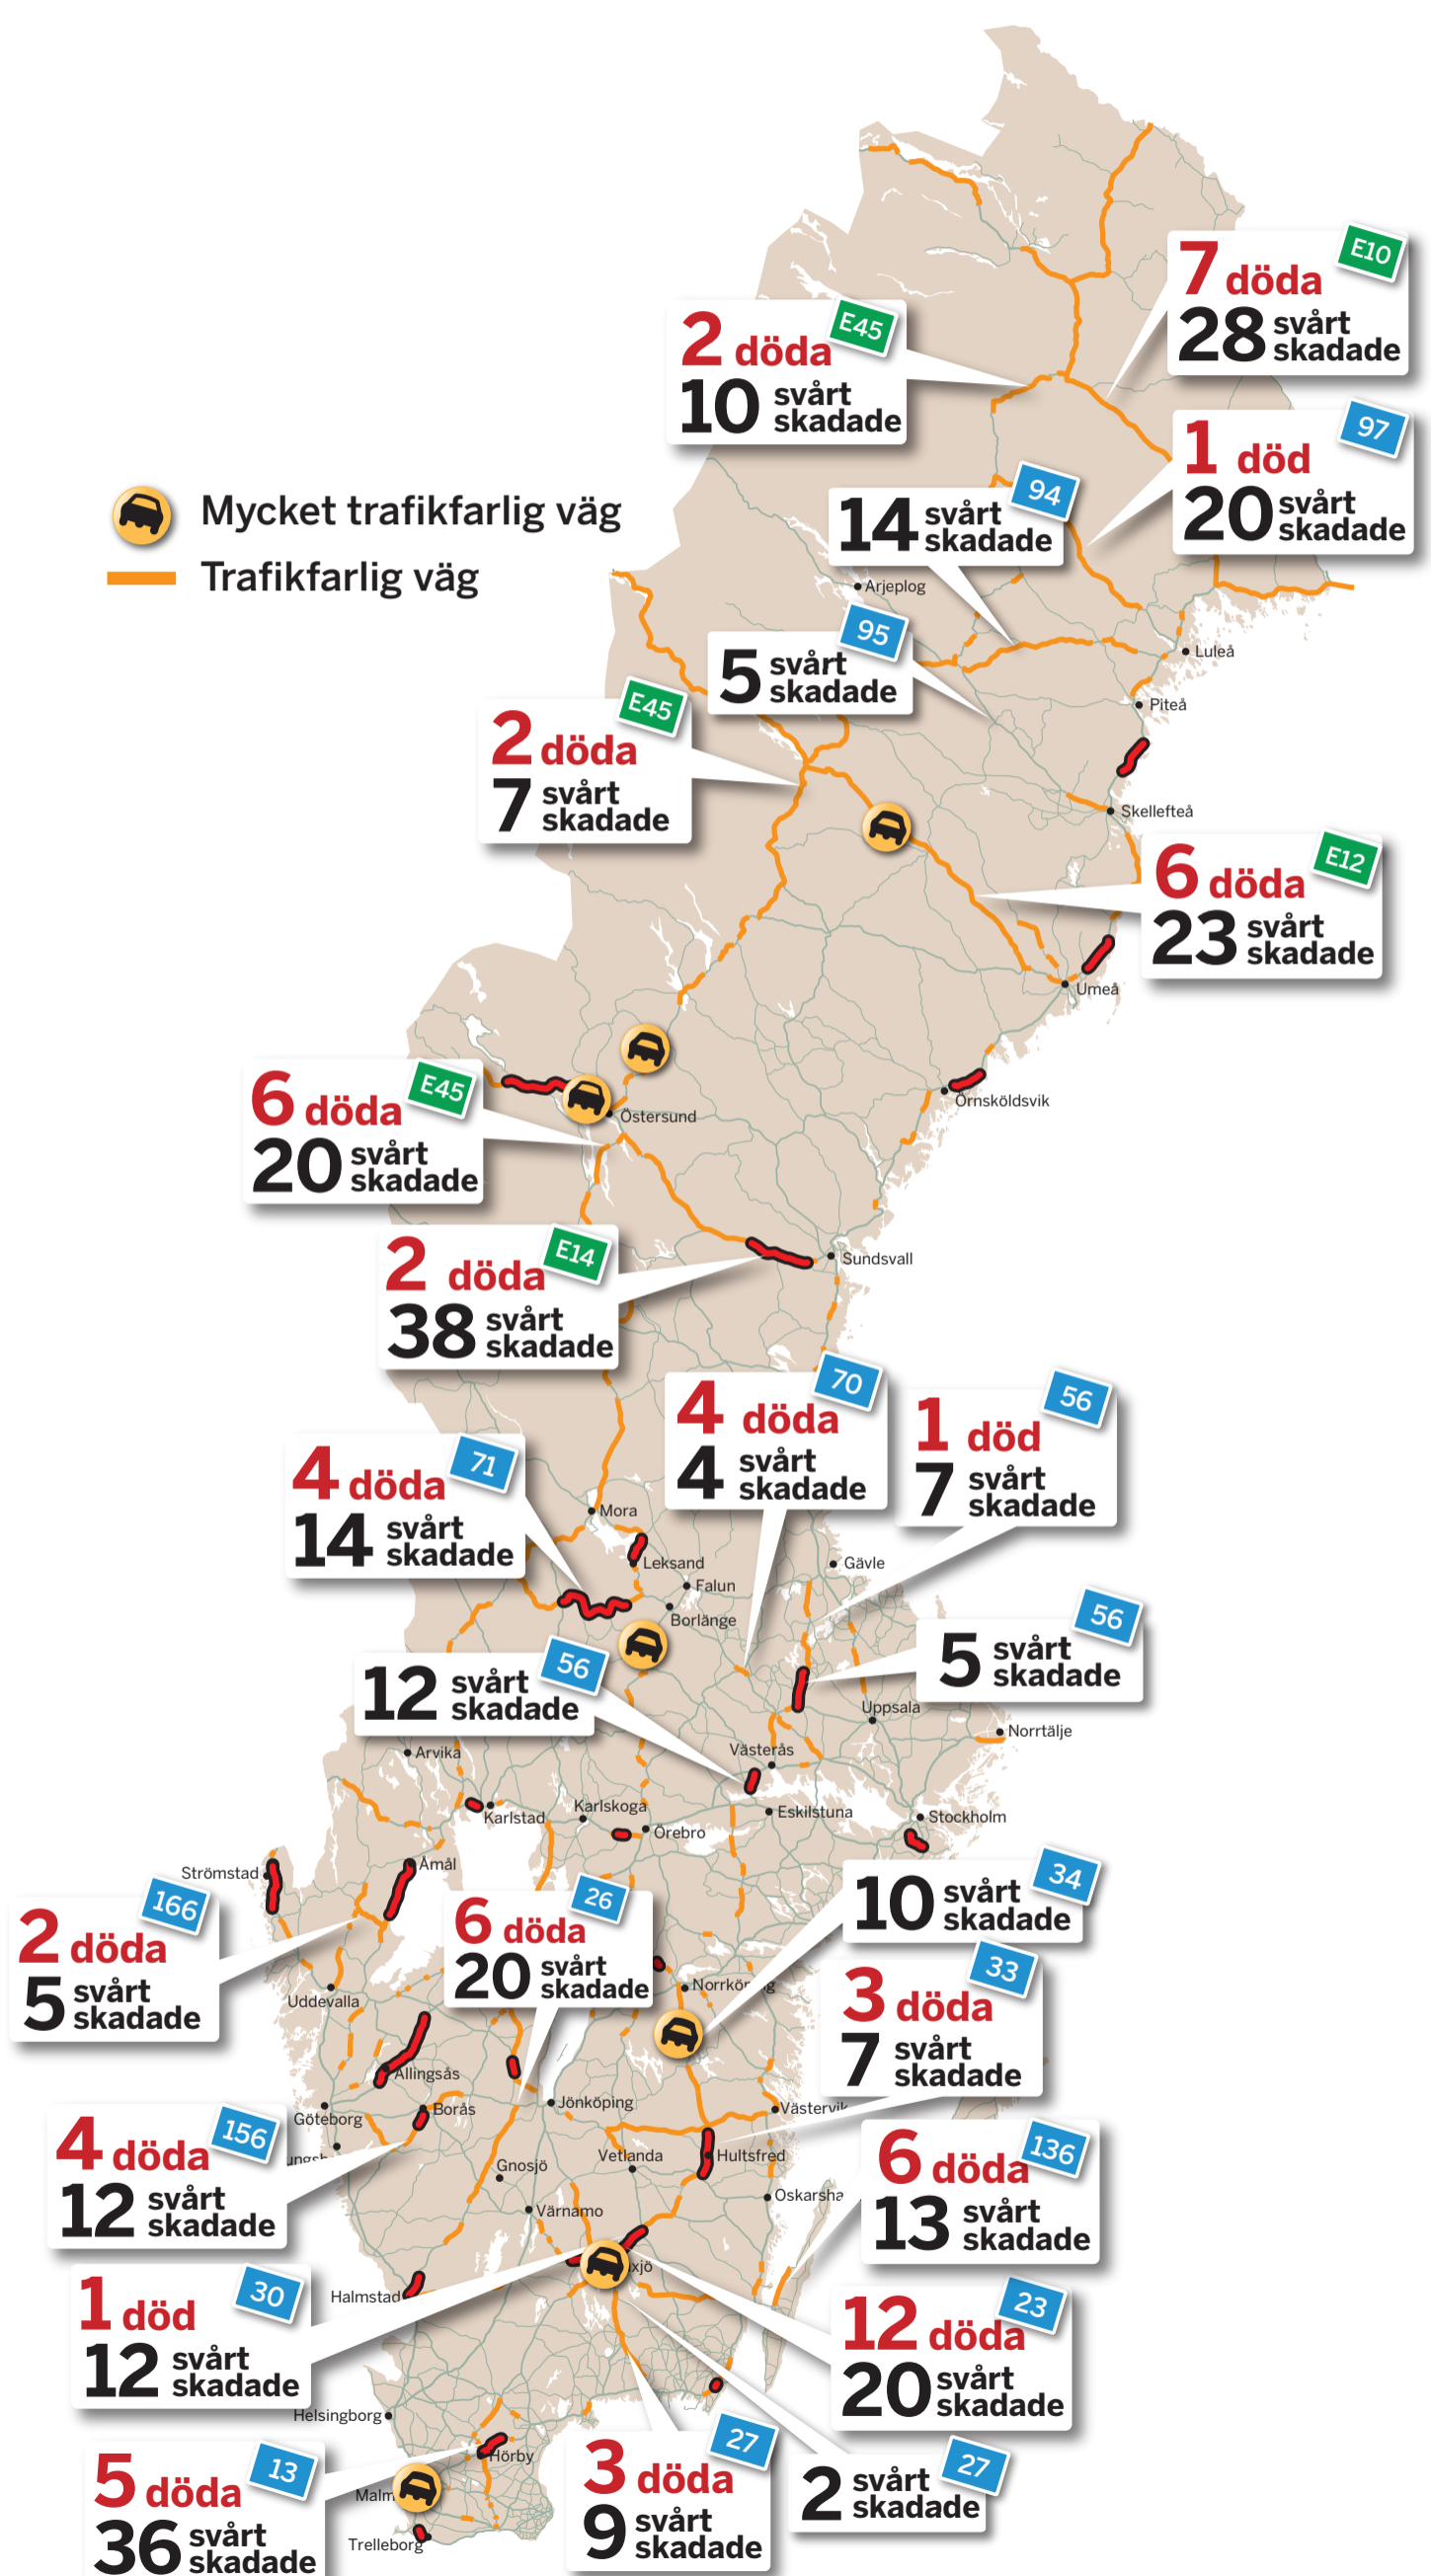 E10
7 döda
28 svårt
skadade
E45
2 döda
10 svårt
skadade
97
1 död
20 svårt
skadade
Mycket trafikfarlig väg
Trafikfarlig väg
94
14 svårt
skadade
Arjeplog
95
5 svårt
skadade
Luleå
Piteå
E45
2 döda
7 svårt
skadade
Skellefteå
E12
6 döda
23 svårt
skadade
Umeå
E45
6 döda
20 svårt
skadade
Örnsköldsvik
Östersund
E14
2 döda
38 svårt
skadade
Sundsvall
70
4 döda
4 svårt
skadade
56
1 död
7 svårt
skadade
71
4 döda
14 svårt
skadade
Mora
Leksand
Gävle
Falun
Borlänge
56
5 svårt
skadade
56
12 svårt
skadade
Uppsala
Norrtälje
Arvika
Västerås
Karlstad
Karlskoga
Eskilstuna
Stockholm
Örebro
Åmål
Strömstad
166
2 döda
5 svårt
skadade
26
6 döda
20 svårt
skadade
34
10 svårt
skadade
Norrkö
g
Uddevalla
33
3 döda
7 svårt
skadade
Allingsås
Göteborg
Borås
Jönköping
Västervik
156
4 döda
12 svårt
skadade
ungsb
Gnosjö
Vetlanda
Hultsfred
136
6 döda
13 svårt
skadade
Värnamo
Oskarsha
xjö
30
1 död
12 svårt
skadade
Halmstad
23
12 döda
20 svårt
skadade
Helsingborg
13
5 döda
36 svårt
skadade
Hörby
Malm
Trelleborg
27
3 döda
9 svårt
skadade
27
2 svårt
skadade